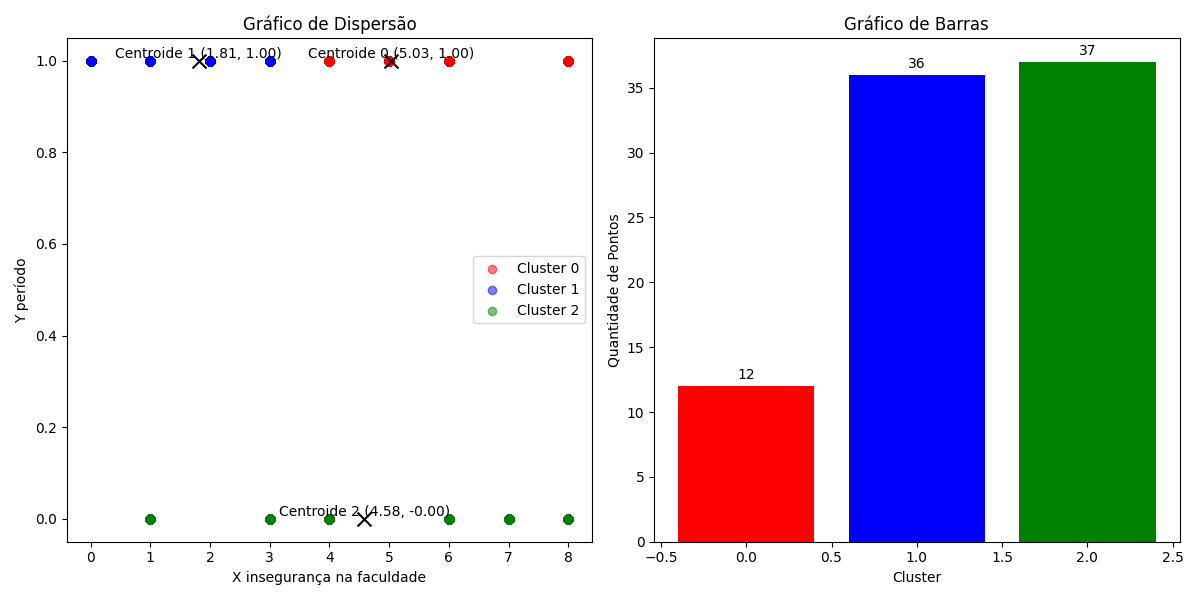 Gráfico de Dispersão
Centroide 1 (1.81, 1.00)
Centroide 0 (5.03, 1.00)
1.0
0.8
0.6
0.4
0.2
0.0
Y período
Cluster 0
Cluster 1
Cluster 2
Centroide 2 (4.58, -0.00)
0 1 2 3 4 5 6 7 8
X insegurança na faculdade
Gráfico de Barras
37
36
12
35
30
25
20
15
10
5
0
Quantidade de Pontos
−0.5 0.0 0.5 1.0 1.5 2.0 2.5
Cluster